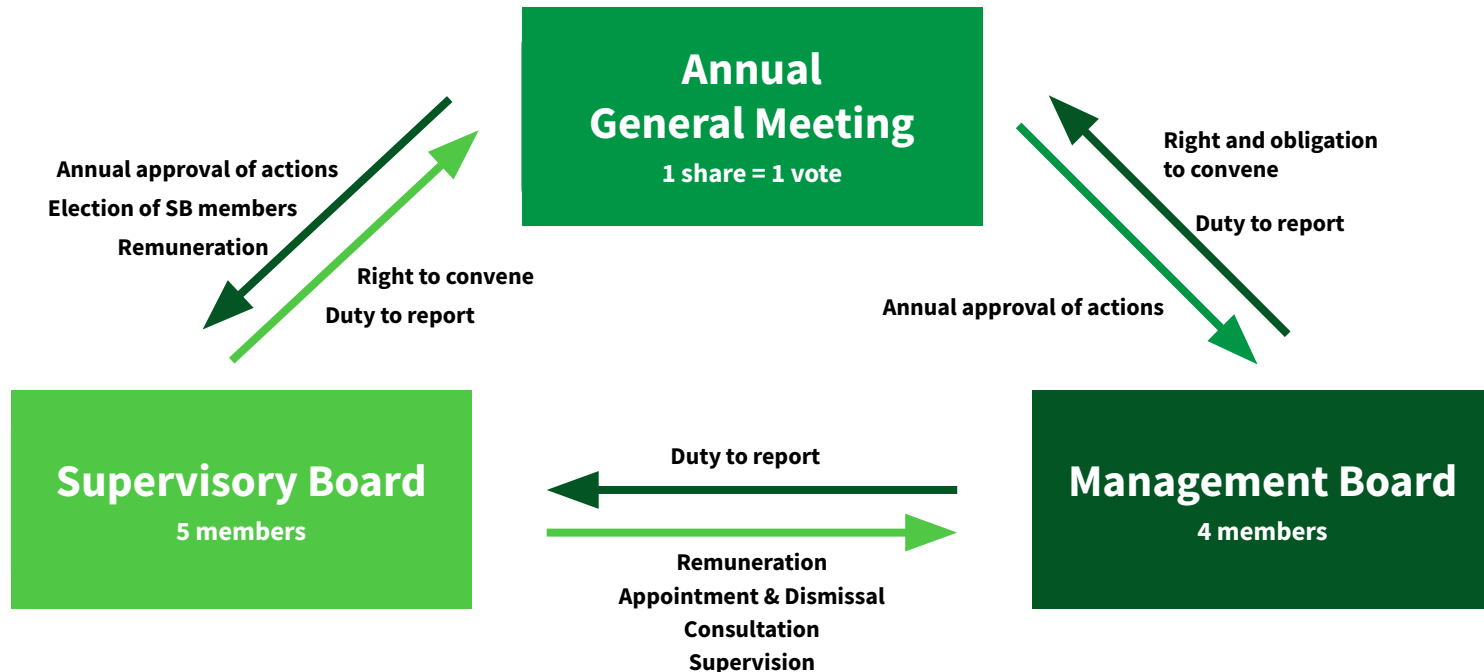 Annual
General Meeting
1 share = 1 vote
Annual approval of actions
Election of SB members
Remuneration
Right to convene
Duty to report
Right and obligation
to convene
Duty to report
Annual approval of actions
Supervisory Board
5 members
Duty to report
Remuneration
Appointment & Dismissal
Consultation
Supervision
Management Board
4 members